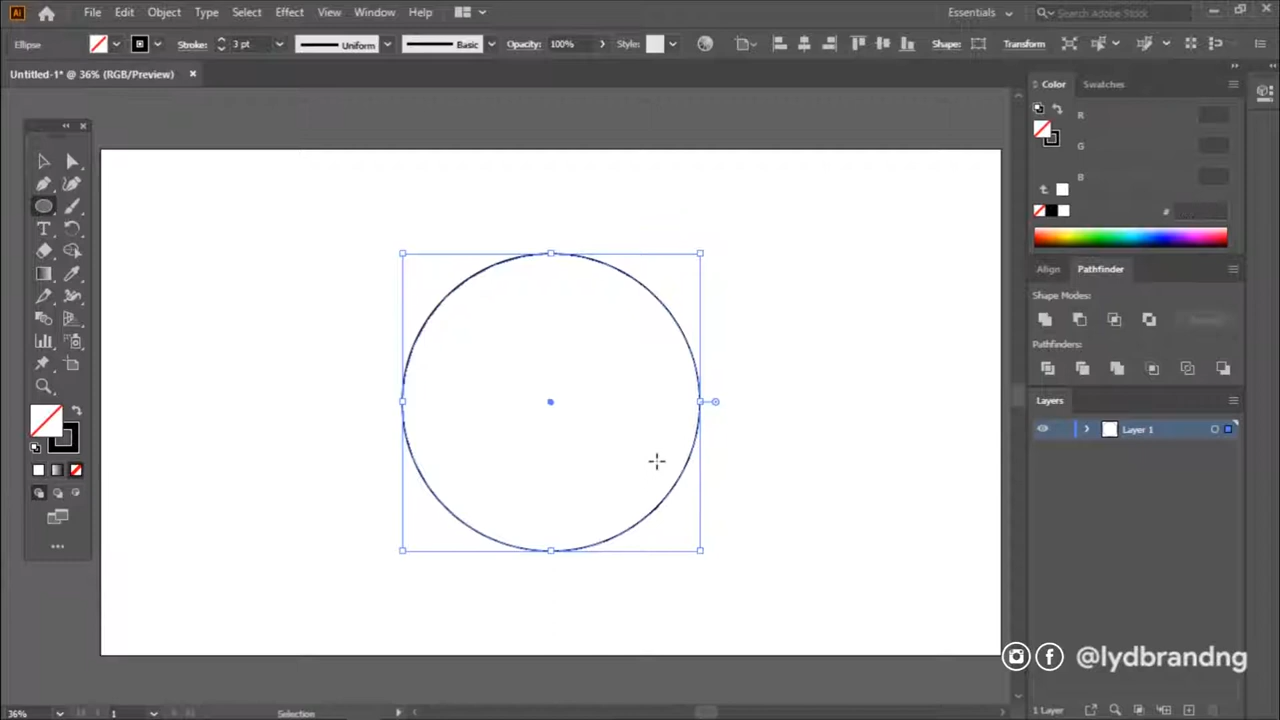 Ai File Edit Object Type Select Effect View Window Help Essentials Search Adobe Stock
Ellipse Stroke: 3 pt Uniform Basic Opacity: 100% Style: Shape: Transform
Untitled-1* @ 36% (RGB/Preview)
Color Swatches
R
G
B
#
Align Pathfinder
Shape Modes:
Pathfinders:
Layers
Layer 1
@lydbrandng
36% 1 Selection 1 Layer